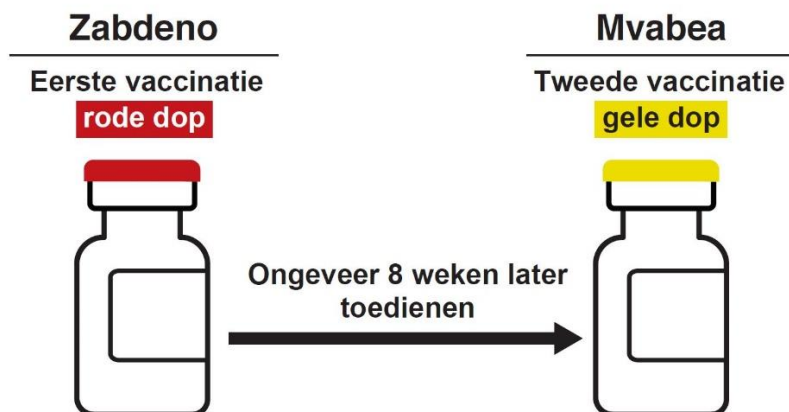 Zabdeno
Eerste vaccinatie
rode dop
Mvabea
Tweede vaccinatie
gele dop
Ongeveer 8 weken later
toedienen